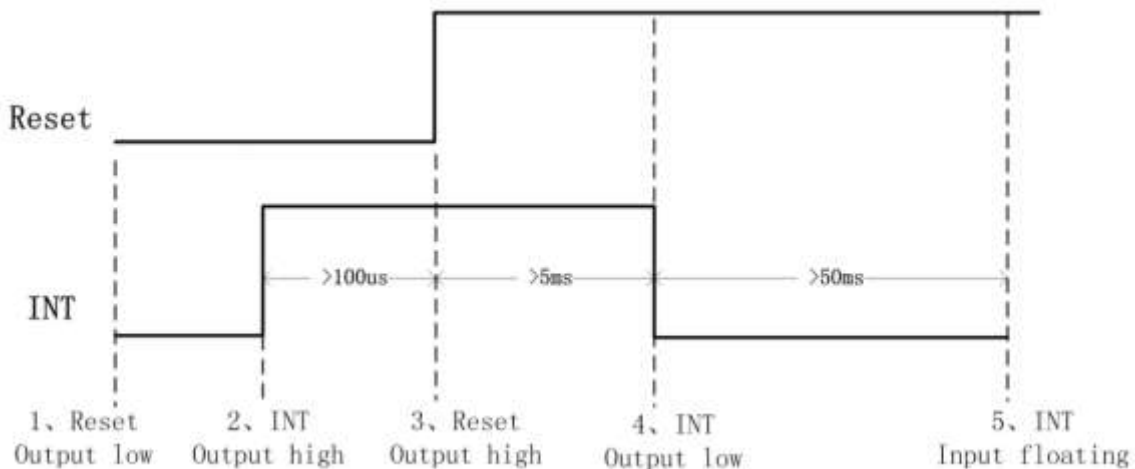 Reset
>100us
>5ms
>50ms
INT
1、Reset
Output low
2、INT
Output high
3、Reset
Output high
4、INT
Output low
5、INT
Input floating